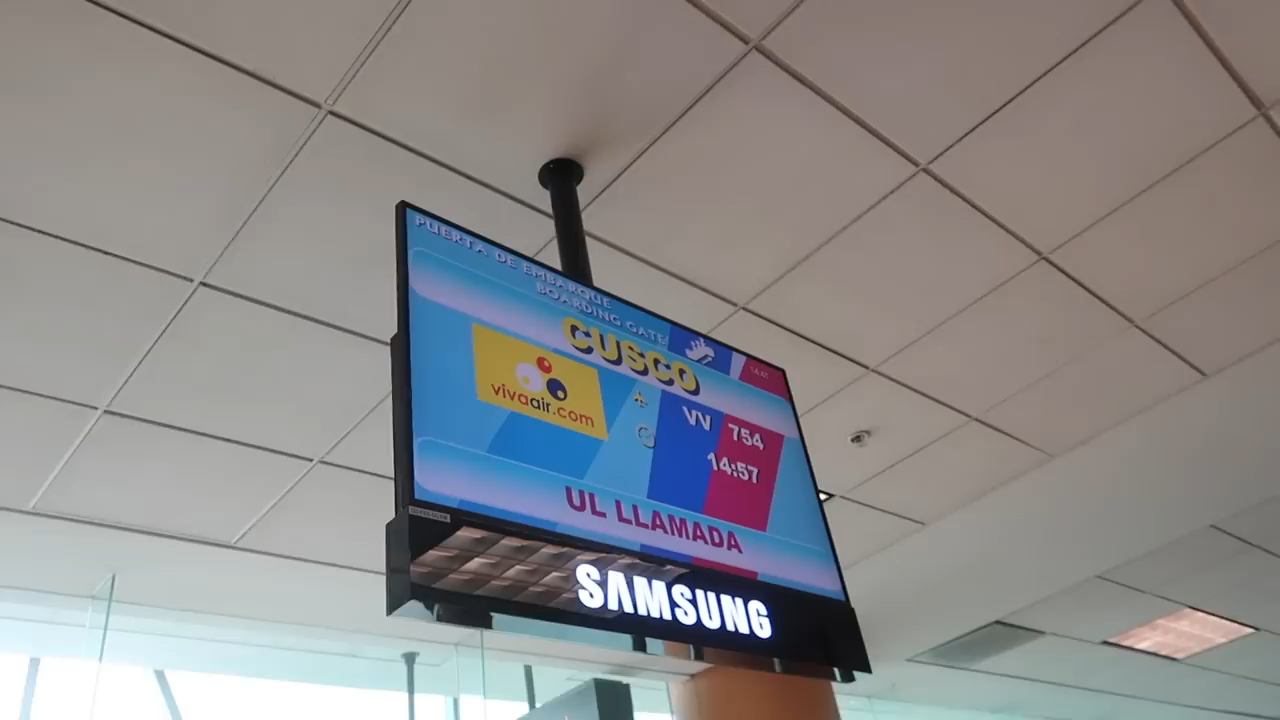 PUERTA DE EMBARQUE
BOARDING GATE
CUSCO
vivaair.com
VV 754
14:57
UL LLAMADA
SAMSUNG